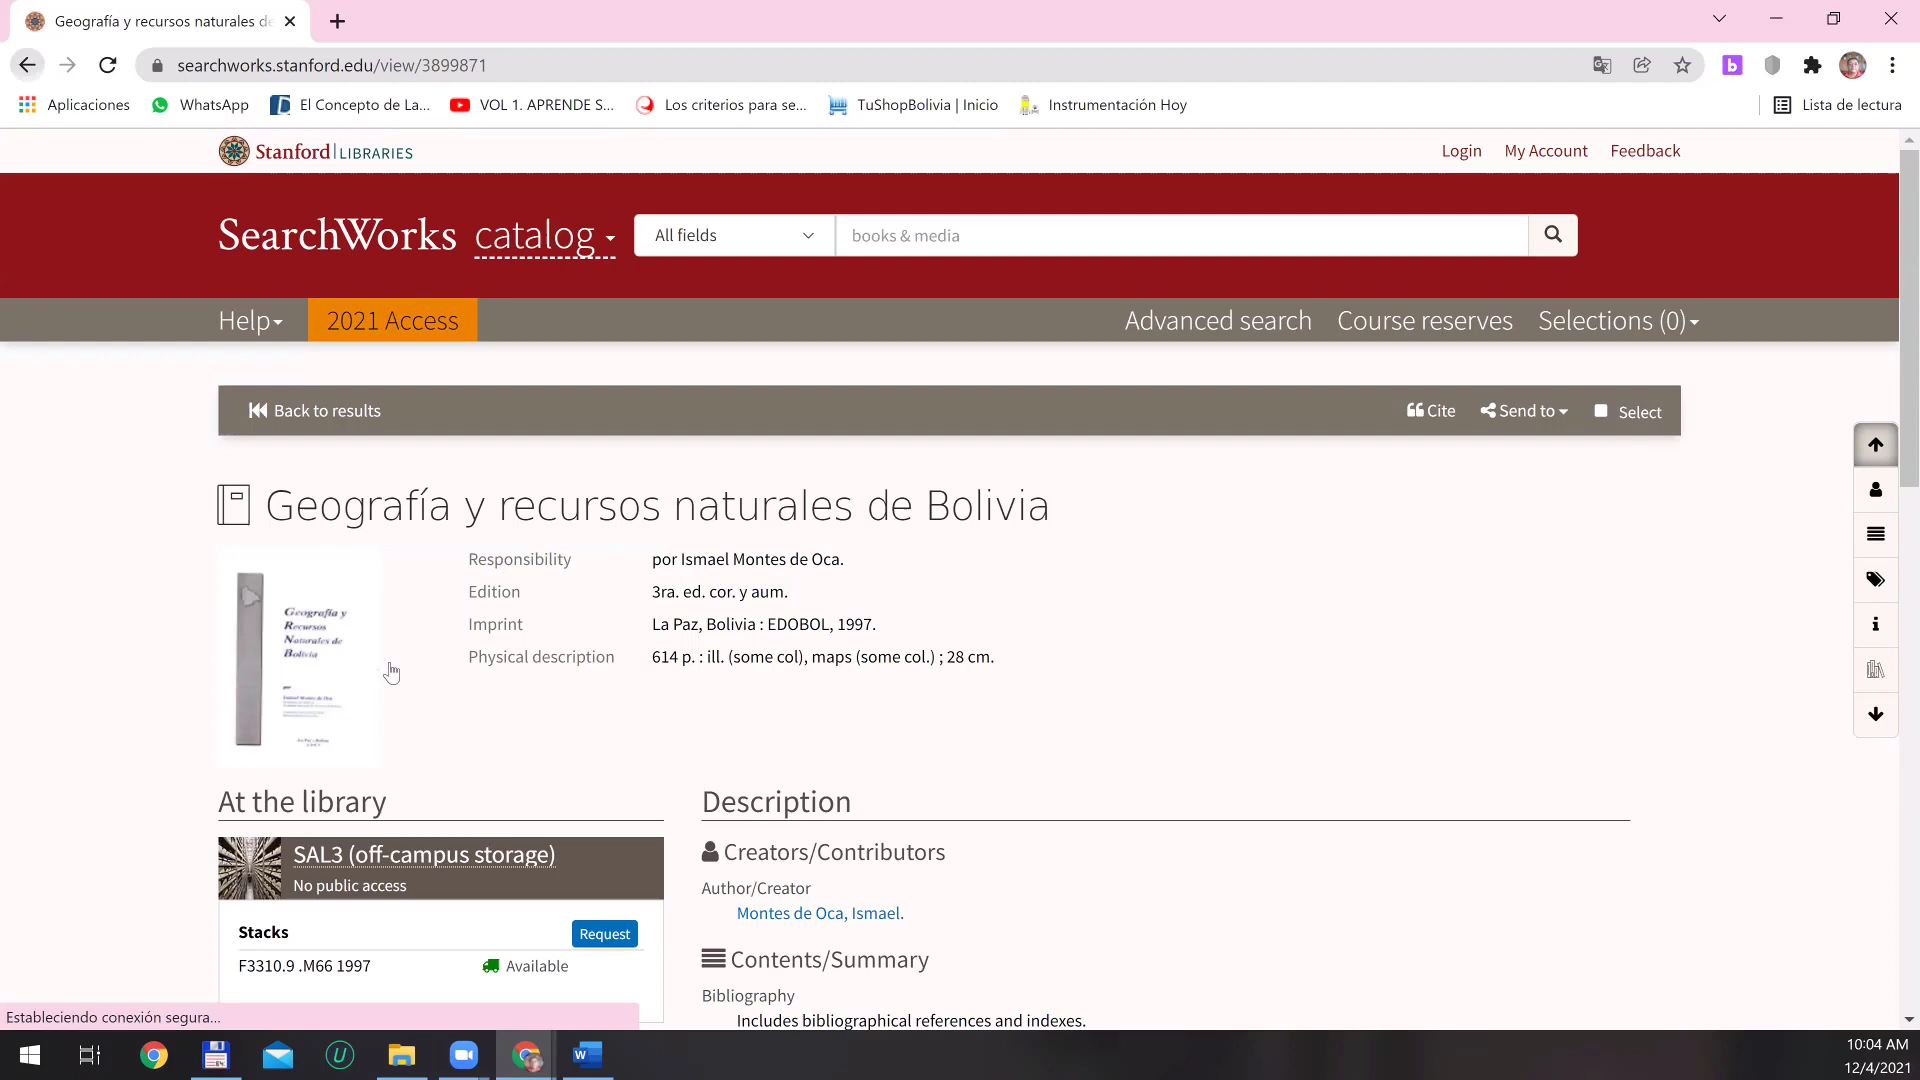 Geografía y recursos naturales de
searchworks.stanford.edu/view/3899871
Aplicaciones WhatsApp El Concepto de La... VOL 1. APRENDE S... Los criterios para se... TuShopBolivia | Inicio Instrumentación Hoy Lista de lectura
Stanford | LIBRARIES Login My Account Feedback
SearchWorks catalog All fields books & media
Help 2021 Access Advanced search Course reserves Selections (0)
Back to results Cite Send to Select
Geografía y recursos naturales de Bolivia
Responsibility por Ismael Montes de Oca.
Edition 3ra. ed. cor. y aum.
Imprint La Paz, Bolivia : EDOBOL, 1997.
Physical description 614 p. : ill. (some col), maps (some col.) ; 28 cm.
Geografía y
Recursos
Naturales de
Bolivia
At the library
SAL3 (off-campus storage)
No public access
Stacks Request
F3310.9 .M66 1997 Available
Description
Creators/Contributors
Author/Creator
Montes de Oca, Ismael.
Contents/Summary
Bibliography
Includes bibliographical references and indexes.
Estableciendo conexión segura...
10:04 AM
12/4/2021